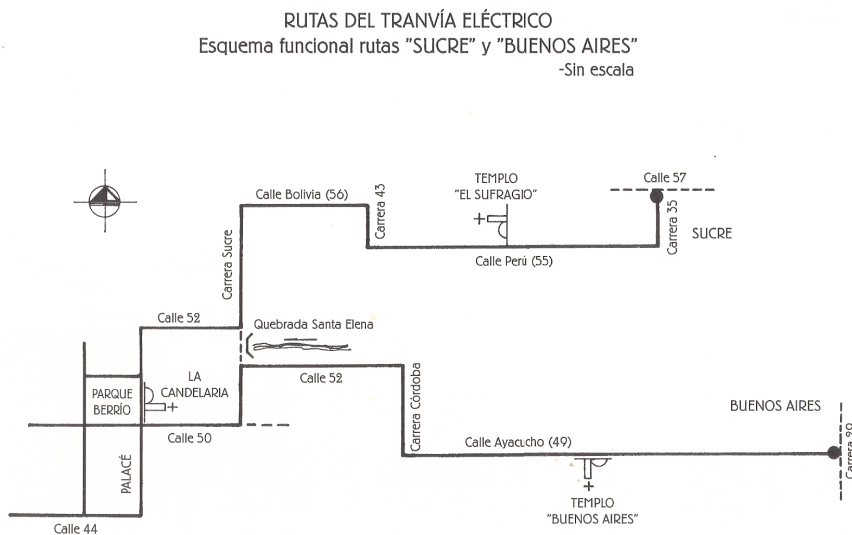 RUTAS DEL TRANVÍA ELÉCTRICO
Esquema funcional rutas "SUCRE" y "BUENOS AIRES"
-Sin escala
Calle 57
TEMPLO
"EL SUFRAGIO"
Calle Bolivia (56)
Carrera 43
Carrera 35
SUCRE
Calle Perú (55)
Carrera Sucre
Calle 52
Quebrada Santa Elena
LA
CANDELARIA
Calle 52
PARQUE
BERRÍO
Carrera Córdoba
BUENOS AIRES
Calle 50
Calle Ayacucho (49)
Carrera 20
PALACÉ
TEMPLO
"BUENOS AIRES"
Calle 44